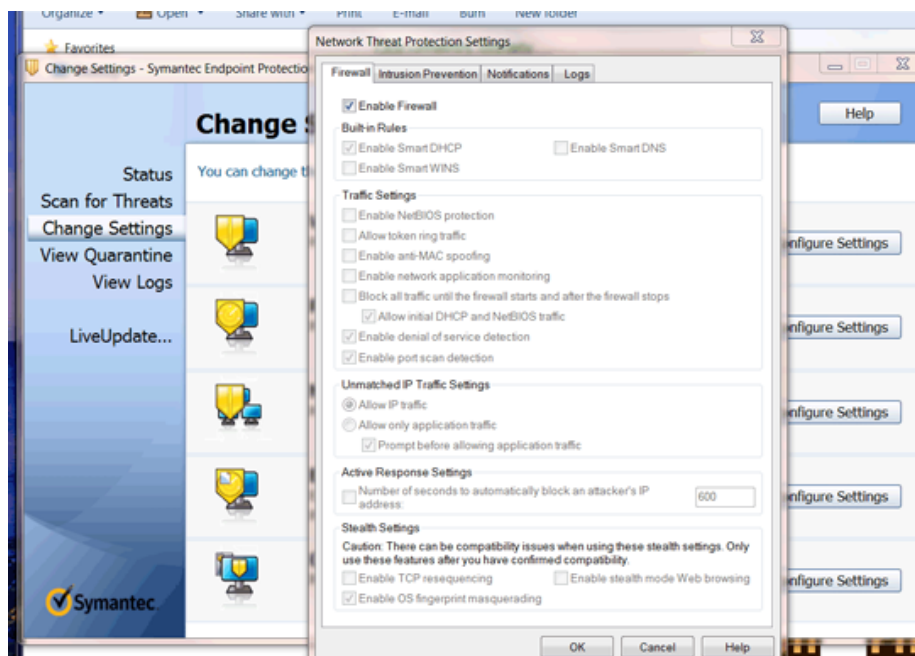 Organize
Open
Share with
Print
E-mail
Burn
New folder
Favorites
Change Settings - Symantec Endpoint Protectio
Network Threat Protection Settings
Firewall
Intrusion Prevention
Notifications
Logs
Help
Change
You can change
Status
Scan for Threats
Change Settings
View Quarantine
View Logs
LiveUpdate...
Symantec.
Enable Firewall
Built-in Rules
Enable Smart DHCP
Enable Smart DNS
Enable Smart WINS
Traffic Settings
Enable NetBIOS protection
Allow token ring traffic
Enable anti-MAC spoofing
Enable network application monitoring
Block all traffic until the firewall starts and after the firewall stops
Allow initial DHCP and NetBIOS traffic
Enable denial of service detection
Enable port scan detection
Unmatched IP Traffic Settings
Allow IP traffic
Allow only application traffic
Prompt before allowing application traffic
Active Response Settings
Number of seconds to automatically block an attacker's IP
address:
600
Stealth Settings
Caution: There can be compatibility issues when using these stealth settings. Only
use these features after you have confirmed compatibility.
Enable TCP resequencing
Enable stealth mode Web browsing
Enable OS fingerprint masquerading
OK
Cancel
Help
nfigure Settings
nfigure Settings
nfigure Settings
nfigure Settings
nfigure Settings